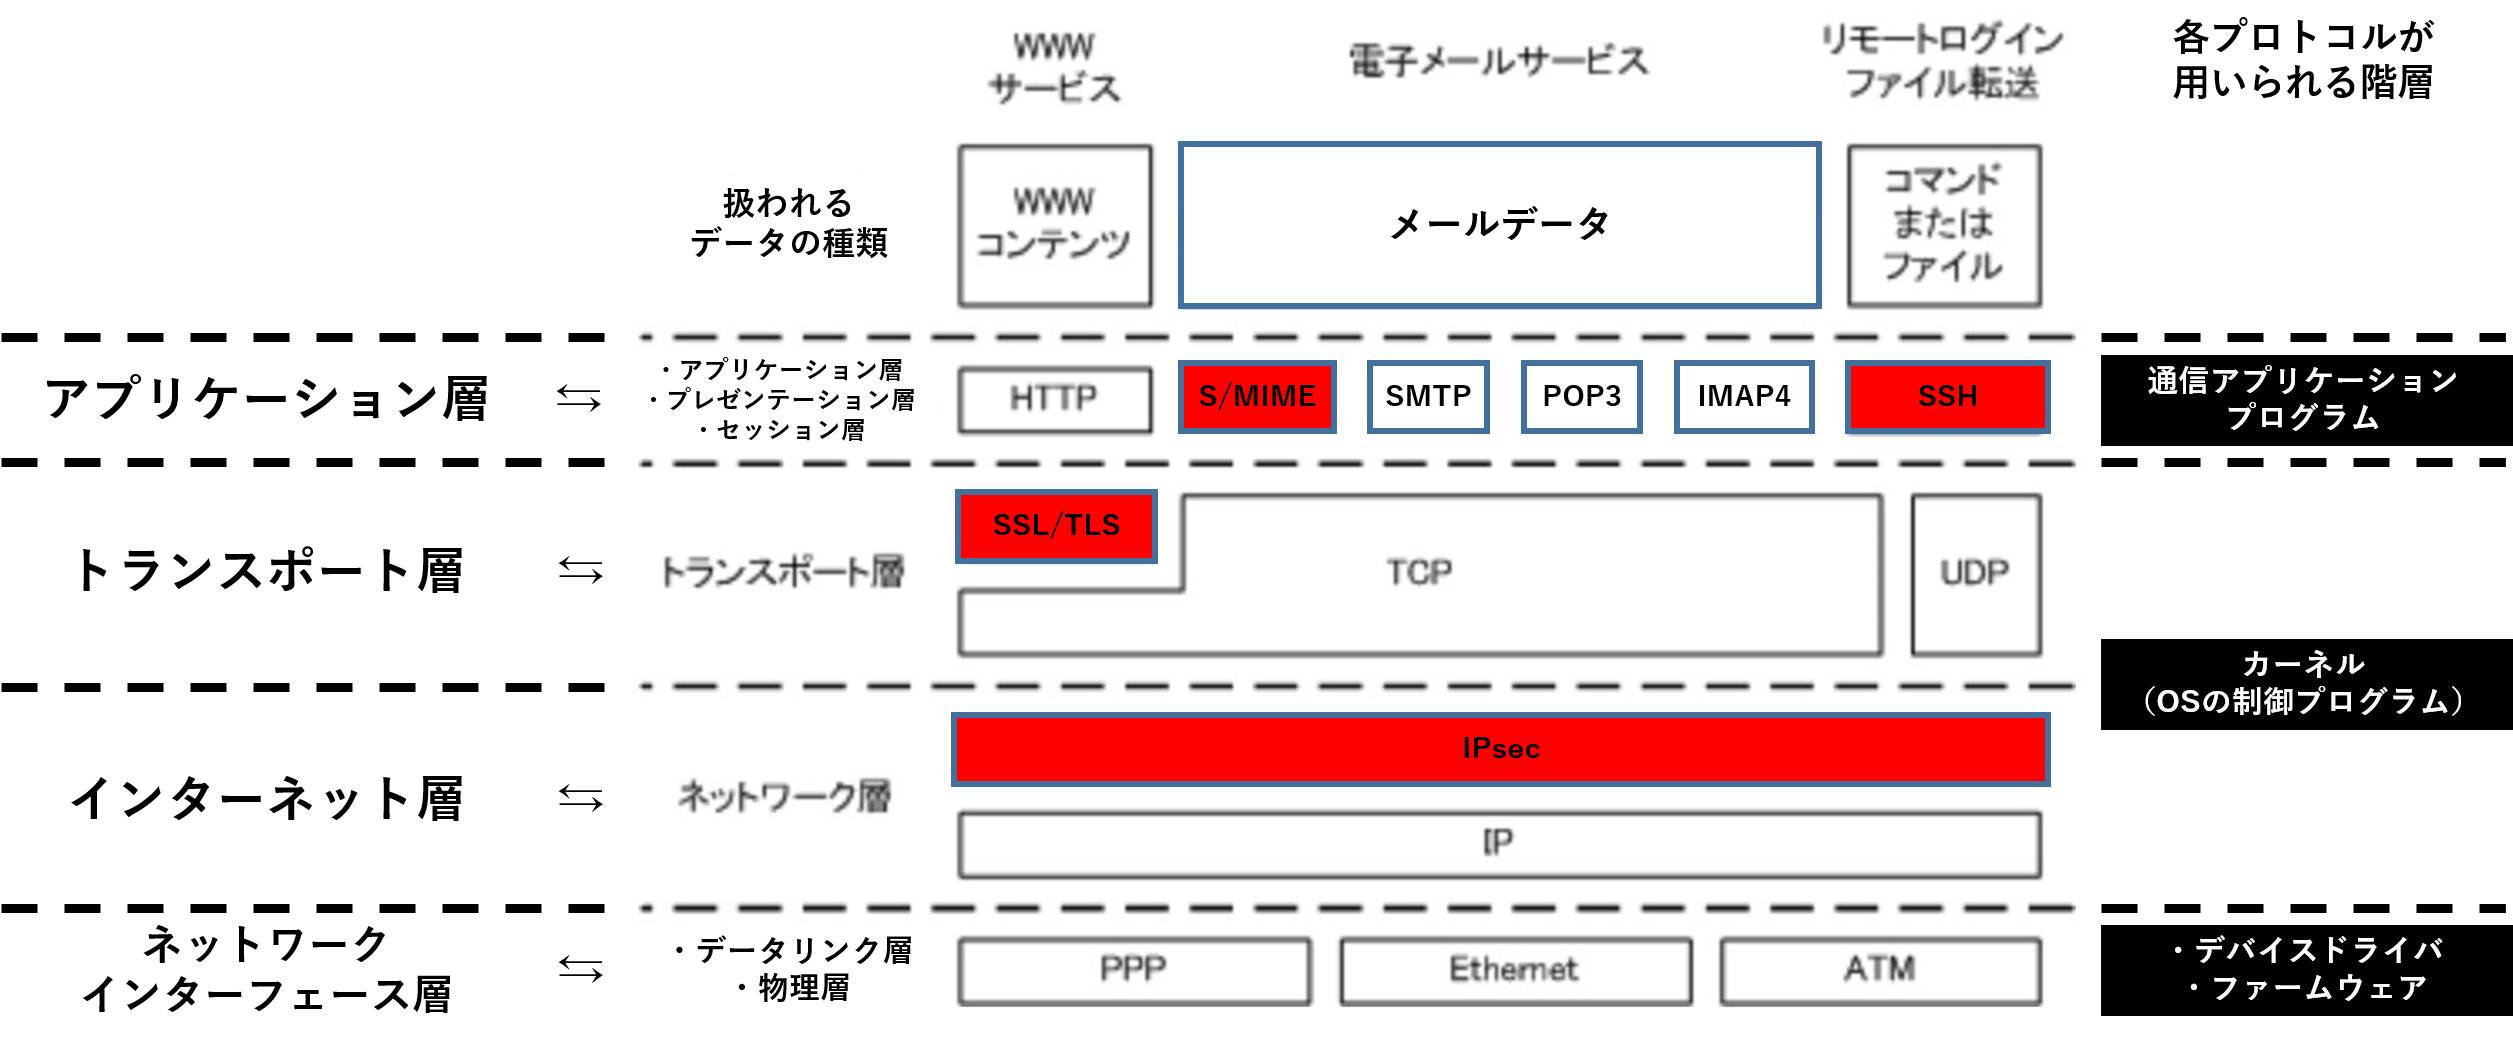 WWW
サービス
電子メールサービス
リモートログイン
ファイル転送
各プロトコルが
用いられる階層
扱われる
データの種類
WWW
コンテンツ
メールデータ
コマンド
または
ファイル
アプリケーション層
⇆
・アプリケーション層
・プレゼンテーション層
・セッション層
HTTP
S/MIME
SMTP
POP3
IMAP4
SSH
通信アプリケーション
プログラム
トランスポート層
⇆
トランスポート層
SSL/TLS
TCP
UDP
カーネル
（OSの制御プログラム）
インターネット層
⇆
ネットワーク層
IPsec
IP
ネットワーク
インターフェース層
⇆
・データリンク層
・物理層
PPP
Ethernet
ATM
・デバイスドライバ
・ファームウェア